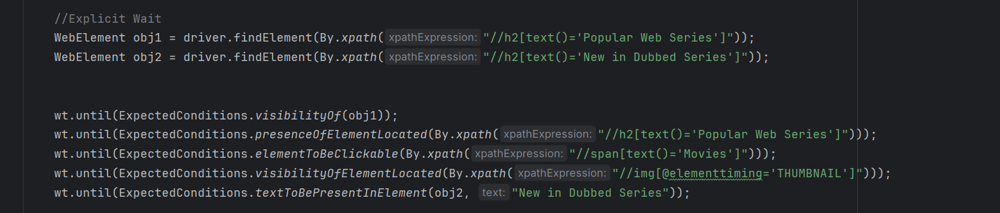 //Explicit Wait
WebElement obj1 = driver.findElement(By.xpath( xpathExpression: "//h2[text()='Popular Web Series']"));
WebElement obj2 = driver.findElement(By.xpath( xpathExpression: "//h2[text()='New in Dubbed Series']"));
wt.until(ExpectedConditions.visibilityOf(obj1));
wt.until(ExpectedConditions.presenceOfElementLocated(By.xpath( xpathExpression: "//h2[text()='Popular Web Series']")));
wt.until(ExpectedConditions.elementToBeClickable(By.xpath( xpathExpression: "//span[text()='Movies']")));
wt.until(ExpectedConditions.visibilityOfElementLocated(By.xpath( xpathExpression: "//img[@elementtiming='THUMBNAIL']")));
wt.until(ExpectedConditions.textToBePresentInElement(obj2, text: "New in Dubbed Series"));